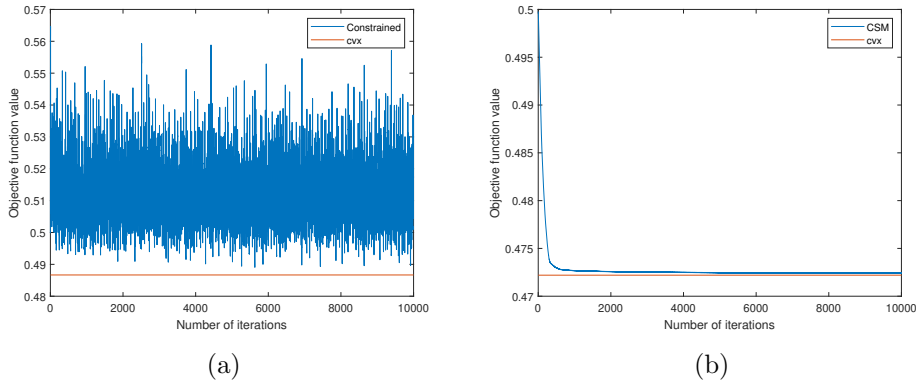 0.57
0.56
0.55
0.54
0.53
0.52
0.51
0.5
0.49
0.48
Objective function value
Constrained
cvx
0 2000 4000 6000 8000 10000
Number of iterations
(a)
0.5
0.495
0.49
0.485
0.48
0.475
0.47
Objective function value
CSM
cvx
0 2000 4000 6000 8000 10000
Number of iterations
(b)